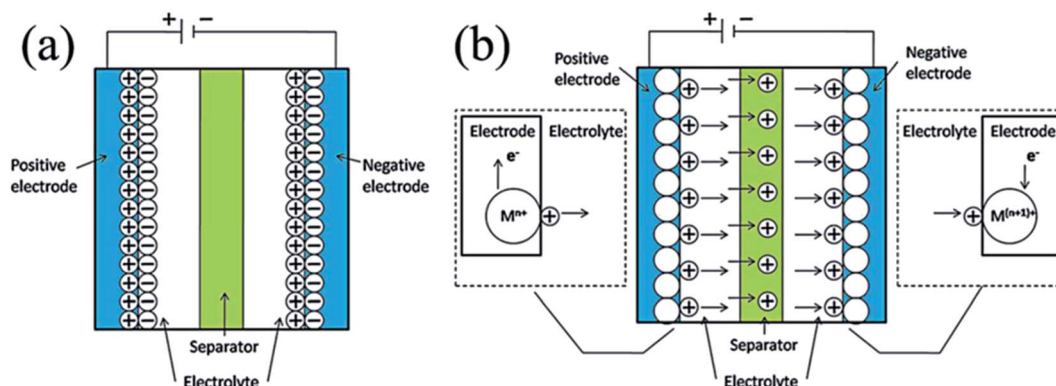 (a)
+ −
Positive
electrode
Negative
electrode
Separator
Electrolyte
(b)
+ −
Positive
electrode
Negative
electrode
Electrode
Electrolyte
e-
Mn+
+
Electrolyte
Electrode
e-
M(n+1)+
+
Separator
Electrolyte